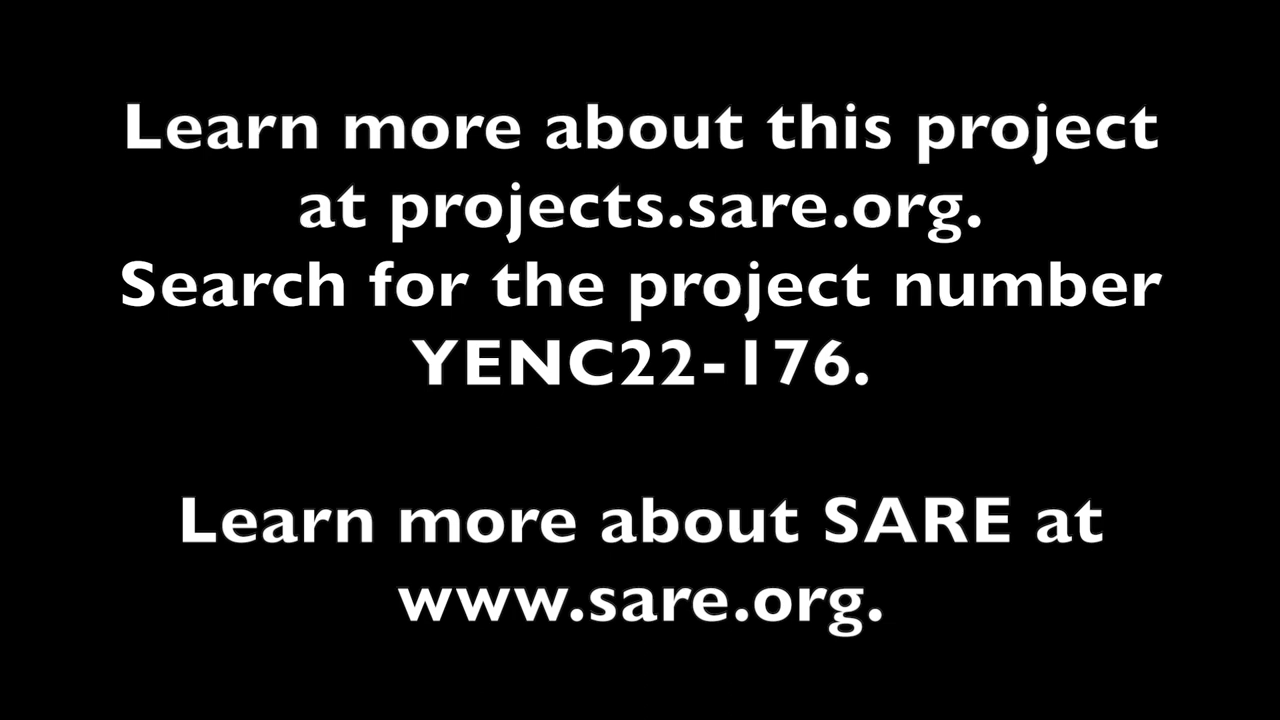 Learn more about this project
at projects.sare.org.
Search for the project number
YENC22-176.
Learn more about SARE at
www.sare.org.